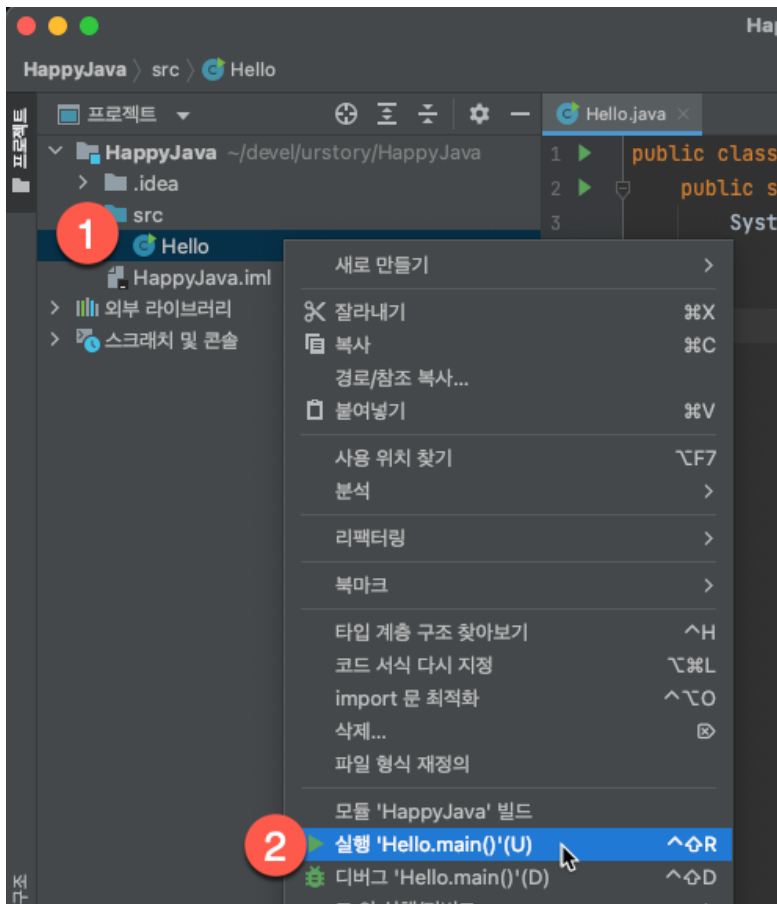 Ha
HappyJava 〉 src 〉 Hello
프로젝트
프로젝트
Hello.java
HappyJava ~/devel/urstory/HappyJava
.idea
src
1
Hello
HappyJava.iml
외부 라이브러리
스크래치 및 콘솔
1 public class
2 public s
3 Syst
새로 만들기
잘라내기 ⌘X
복사 ⌘C
경로/참조 복사...
붙여넣기 ⌘V
사용 위치 찾기 ⌥F7
분석
리팩터링
북마크
타입 계층 구조 찾아보기 ^H
코드 서식 다시 지정 ⌥⌘L
import 문 최적화 ^⌥O
삭제... ⌦
파일 형식 재정의
모듈 'HappyJava' 빌드
2 실행 'Hello.main()'(U) ^⇧R
디버그 'Hello.main()'(D) ^⇧D
구조